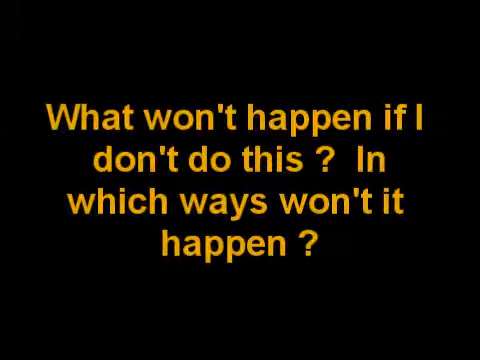 What won't happen if I
don't do this ?  In
which ways won't it
happen ?